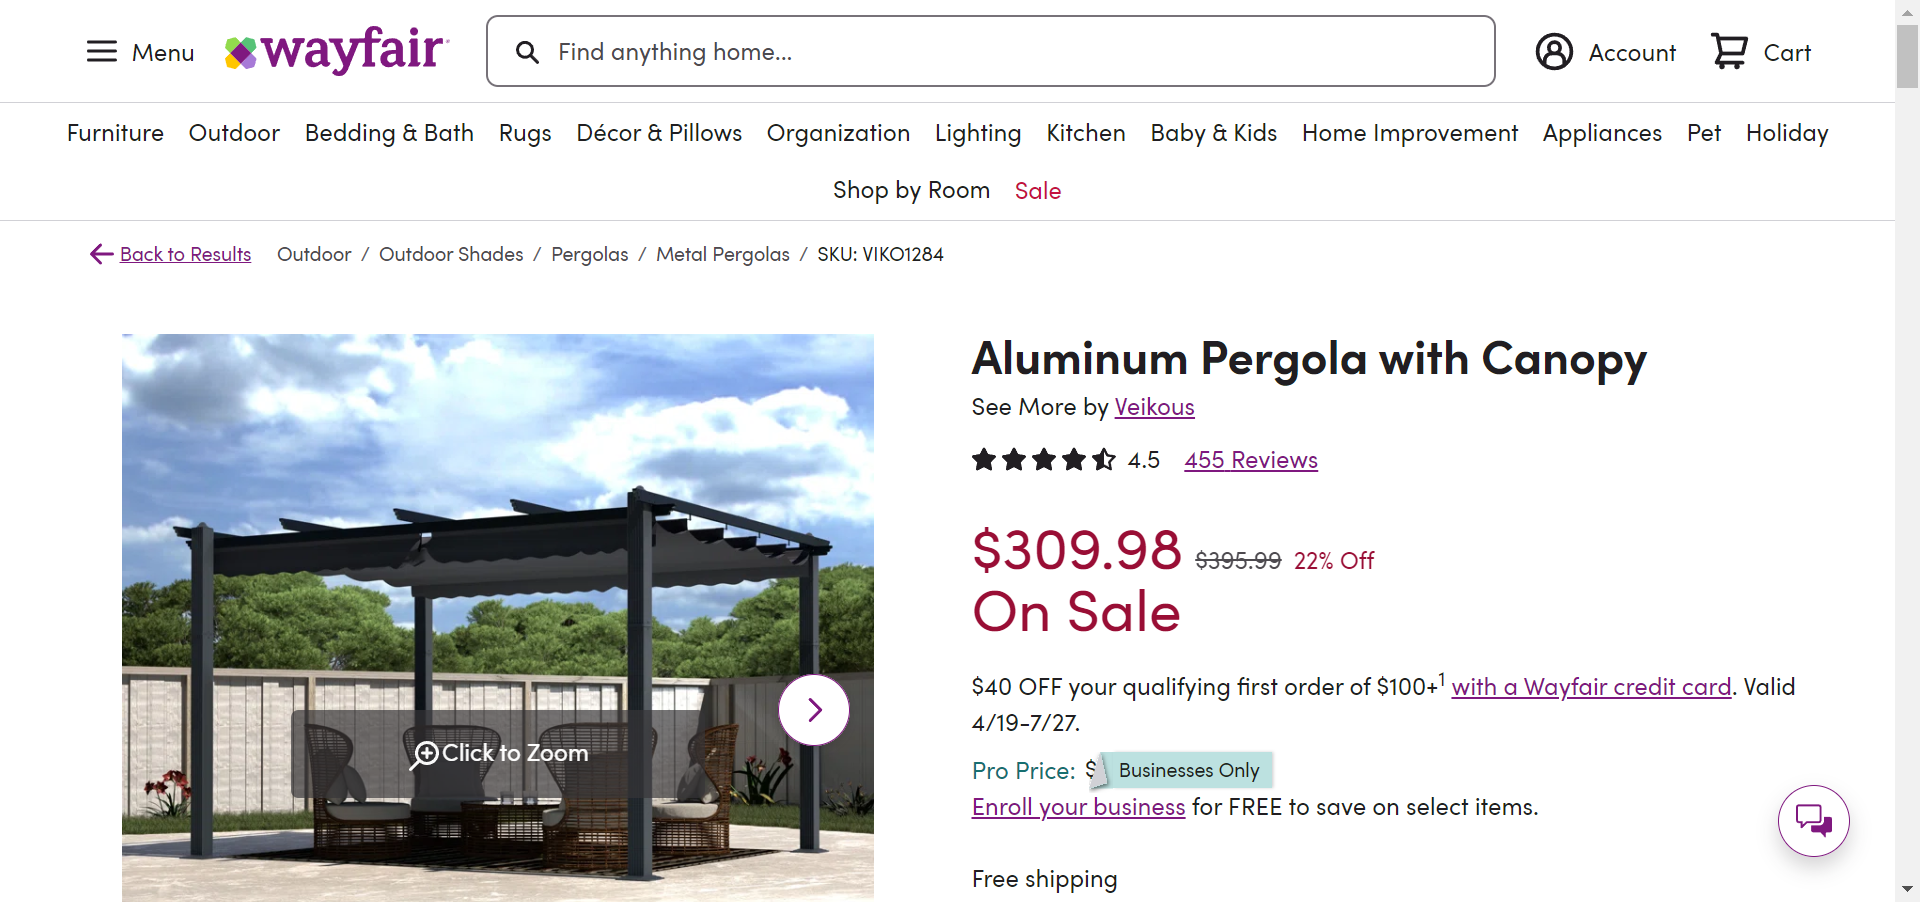 Menu
wayfair
Find anything home...
Account
Cart
Furniture Outdoor Bedding & Bath Rugs Décor & Pillows Organization Lighting Kitchen Baby & Kids Home Improvement Appliances Pet Holiday
Shop by Room Sale
Back to Results Outdoor / Outdoor Shades / Pergolas / Metal Pergolas / SKU: VIKO1284
Click to Zoom
Aluminum Pergola with Canopy
See More by Veikous
4.5 455 Reviews
$309.98 $395.99 22% Off
On Sale
$40 OFF your qualifying first order of $100+1 with a Wayfair credit card. Valid
4/19-7/27.
Pro Price: $ Businesses Only
Enroll your business for FREE to save on select items.
Free shipping